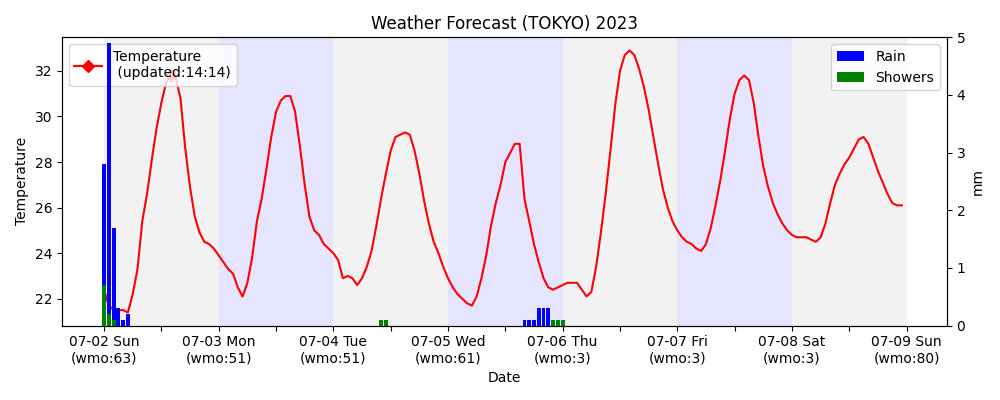 Weather Forecast (TOKYO) 2023
Temperature
(updated:14:14)
Rain
Showers
Temperature
32
30
28
26
24
22
5
4
3
2
1
0
mm
07-02 Sun
(wmo:63)
07-03 Mon
(wmo:51)
07-04 Tue
(wmo:51)
07-05 Wed
(wmo:61)
07-06 Thu
(wmo:3)
07-07 Fri
(wmo:3)
07-08 Sat
(wmo:3)
07-09 Sun
(wmo:80)
Date